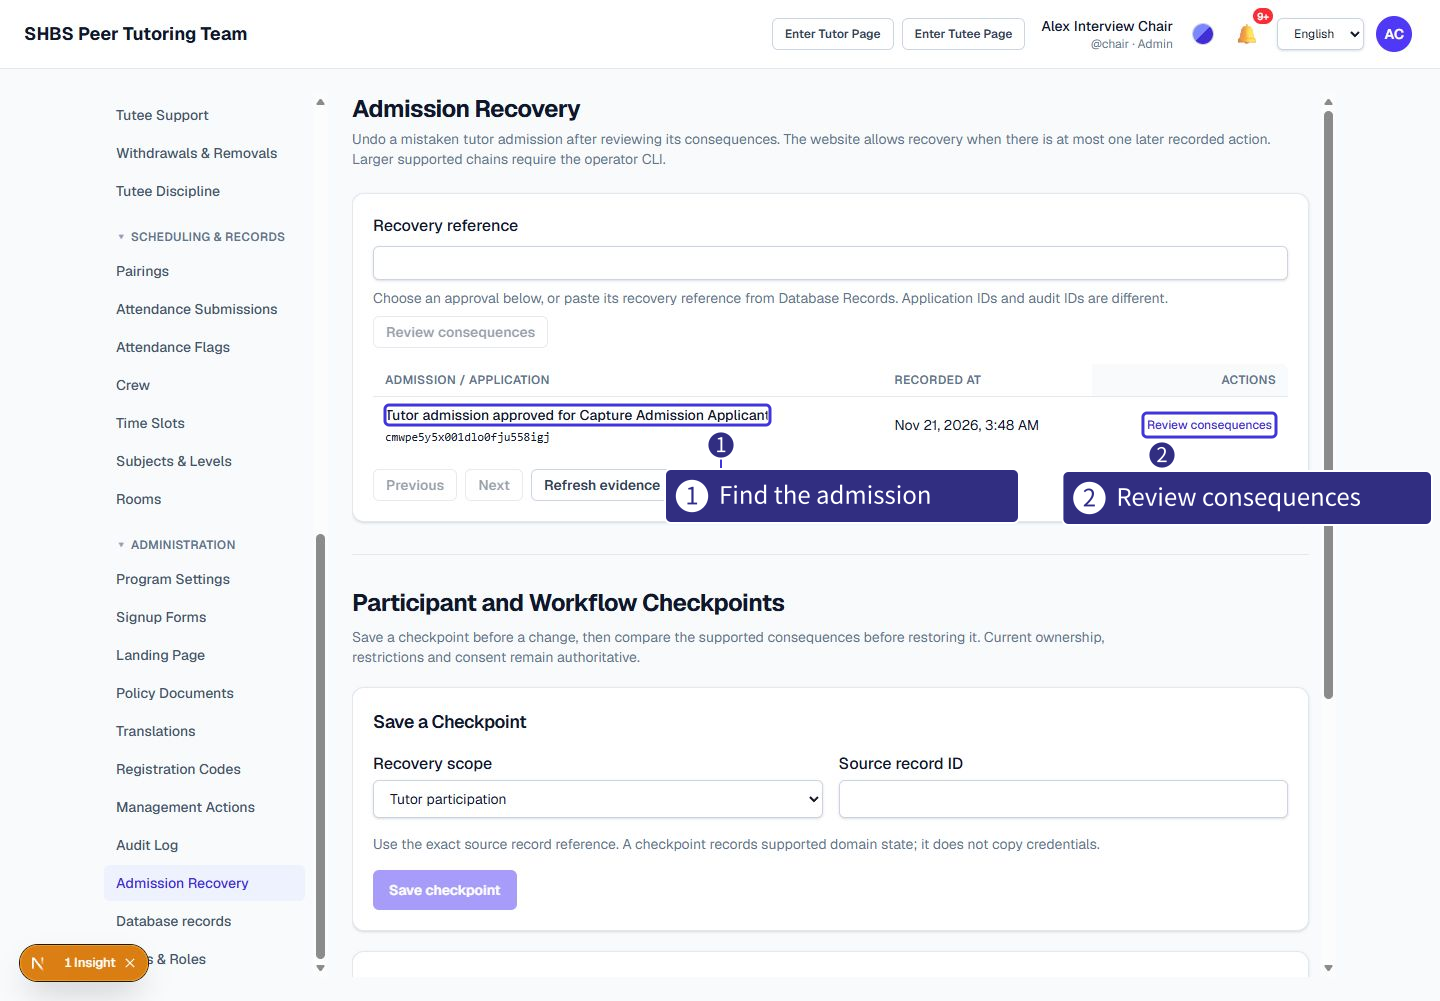 SHBS Peer Tutoring Team
Enter Tutor Page
Enter Tutee Page
Alex Interview Chair
@chair · Admin
9+
English
AC
Tutee Support
Withdrawals & Removals
Tutee Discipline
SCHEDULING & RECORDS
Pairings
Attendance Submissions
Attendance Flags
Crew
Time Slots
Subjects & Levels
Rooms
ADMINISTRATION
Program Settings
Signup Forms
Landing Page
Policy Documents
Translations
Registration Codes
Management Actions
Audit Log
Admission Recovery
Database records
s & Roles
N 1 Insight ×
Admission Recovery
Undo a mistaken tutor admission after reviewing its consequences. The website allows recovery when there is at most one later recorded action.
Larger supported chains require the operator CLI.
Recovery reference
Choose an approval below, or paste its recovery reference from Database Records. Application IDs and audit IDs are different.
Review consequences
ADMISSION / APPLICATION
RECORDED AT
ACTIONS
Tutor admission approved for Capture Admission Applicant
cmwpe5y5x001dlo0fju558igj
Nov 21, 2026, 3:48 AM
Review consequences
1
2
Previous
Next
Refresh evidence
1 Find the admission
2 Review consequences
Participant and Workflow Checkpoints
Save a checkpoint before a change, then compare the supported consequences before restoring it. Current ownership,
restrictions and consent remain authoritative.
Save a Checkpoint
Recovery scope
Source record ID
Tutor participation
Use the exact source record reference. A checkpoint records supported domain state; it does not copy credentials.
Save checkpoint